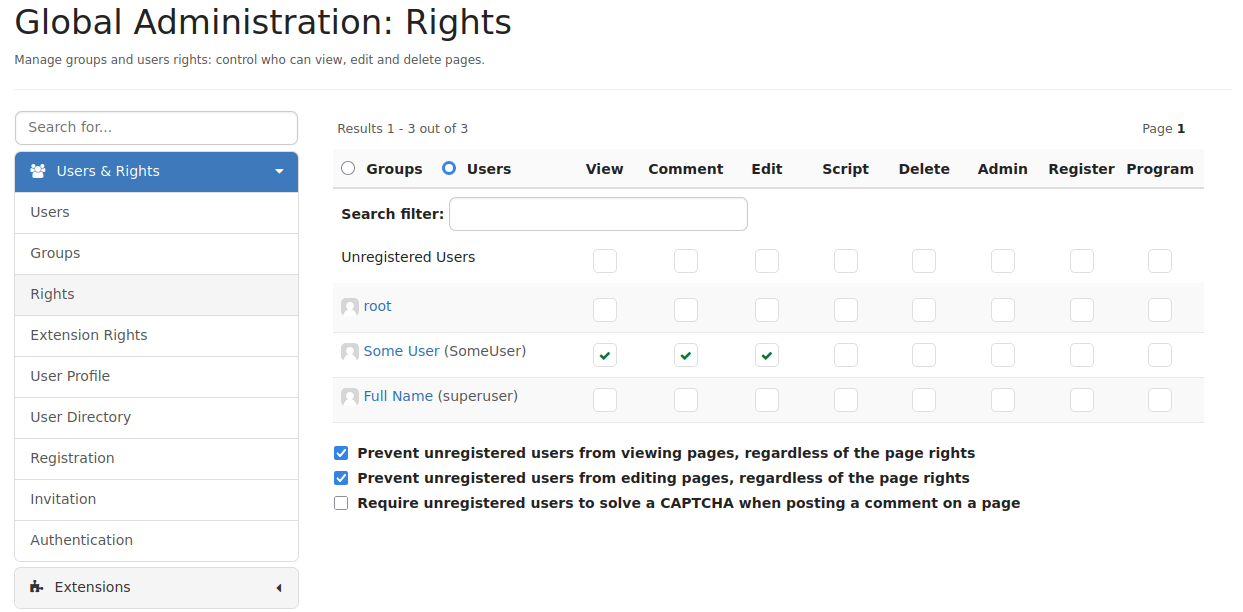 Global Administration: Rights
Manage groups and users rights: control who can view, edit and delete pages.
Search for...
Users & Rights
Users
Groups
Rights
Extension Rights
User Profile
User Directory
Registration
Invitation
Authentication
Extensions
Results 1 - 3 out of 3 Page 1
Groups Users View Comment Edit Script Delete Admin Register Program
Search filter:
Unregistered Users
root
Some User (SomeUser)
Full Name (superuser)
Prevent unregistered users from viewing pages, regardless of the page rights
Prevent unregistered users from editing pages, regardless of the page rights
Require unregistered users to solve a CAPTCHA when posting a comment on a page